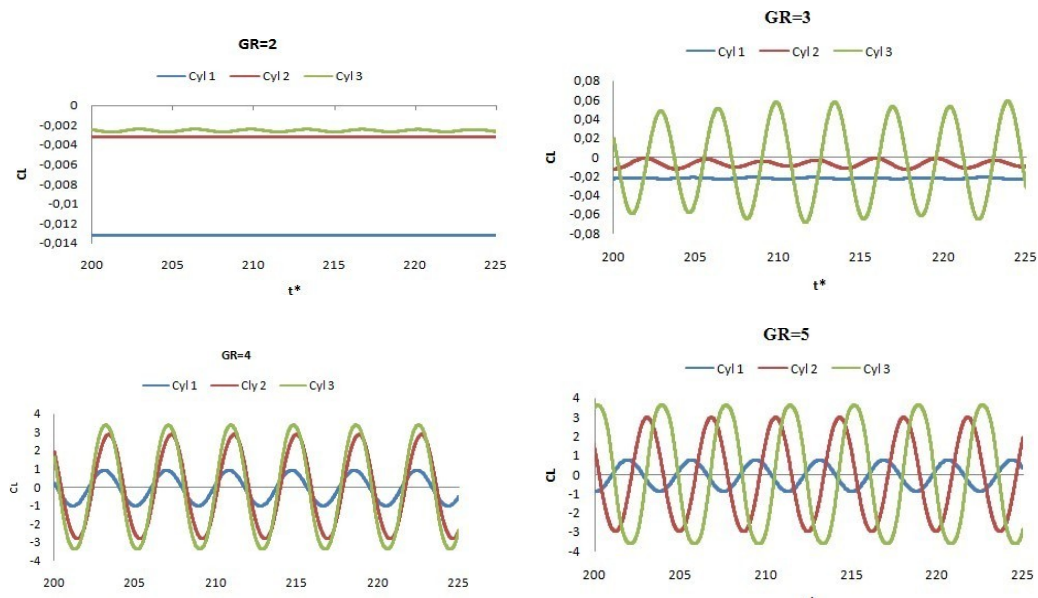 GR=2
Cyl 1 Cyl 2 Cyl 3
0
-0,002
-0,004
-0,006
-0,008
-0,01
-0,012
-0,014
CL
200 205 210 215 220 225
t*
GR=3
Cyl 1 Cyl 2 Cyl 3
0,08
0,06
0,04
0,02
0
-0,02
-0,04
-0,06
-0,08
CL
200 205 210 215 220 225
t*
GR=4
Cyl 1 Cly 2 Cyl 3
4
3
2
1
0
-1
-2
-3
-4
CL
200 205 210 215 220 225
GR=5
Cyl 1 Cyl 2 Cyl 3
4
3
2
1
0
-1
-2
-3
-4
CL
200 205 210 215 220 225